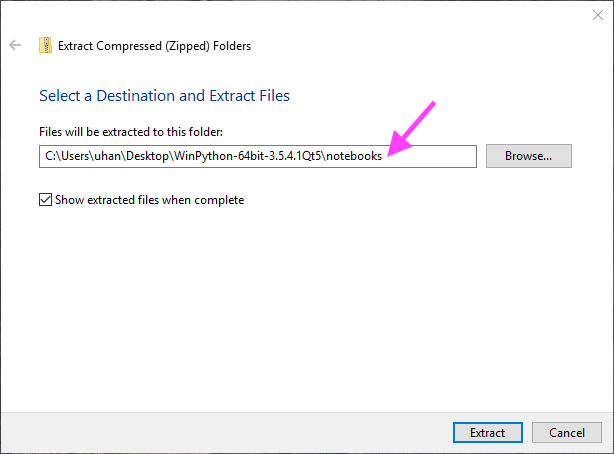 Extract Compressed (Zipped) Folders
Select a Destination and Extract Files
Files will be extracted to this folder:
C:\Users\uhan\Desktop\WinPython-64bit-3.5.4.1Qt5\notebooks
Browse...
Show extracted files when complete
Extract
Cancel